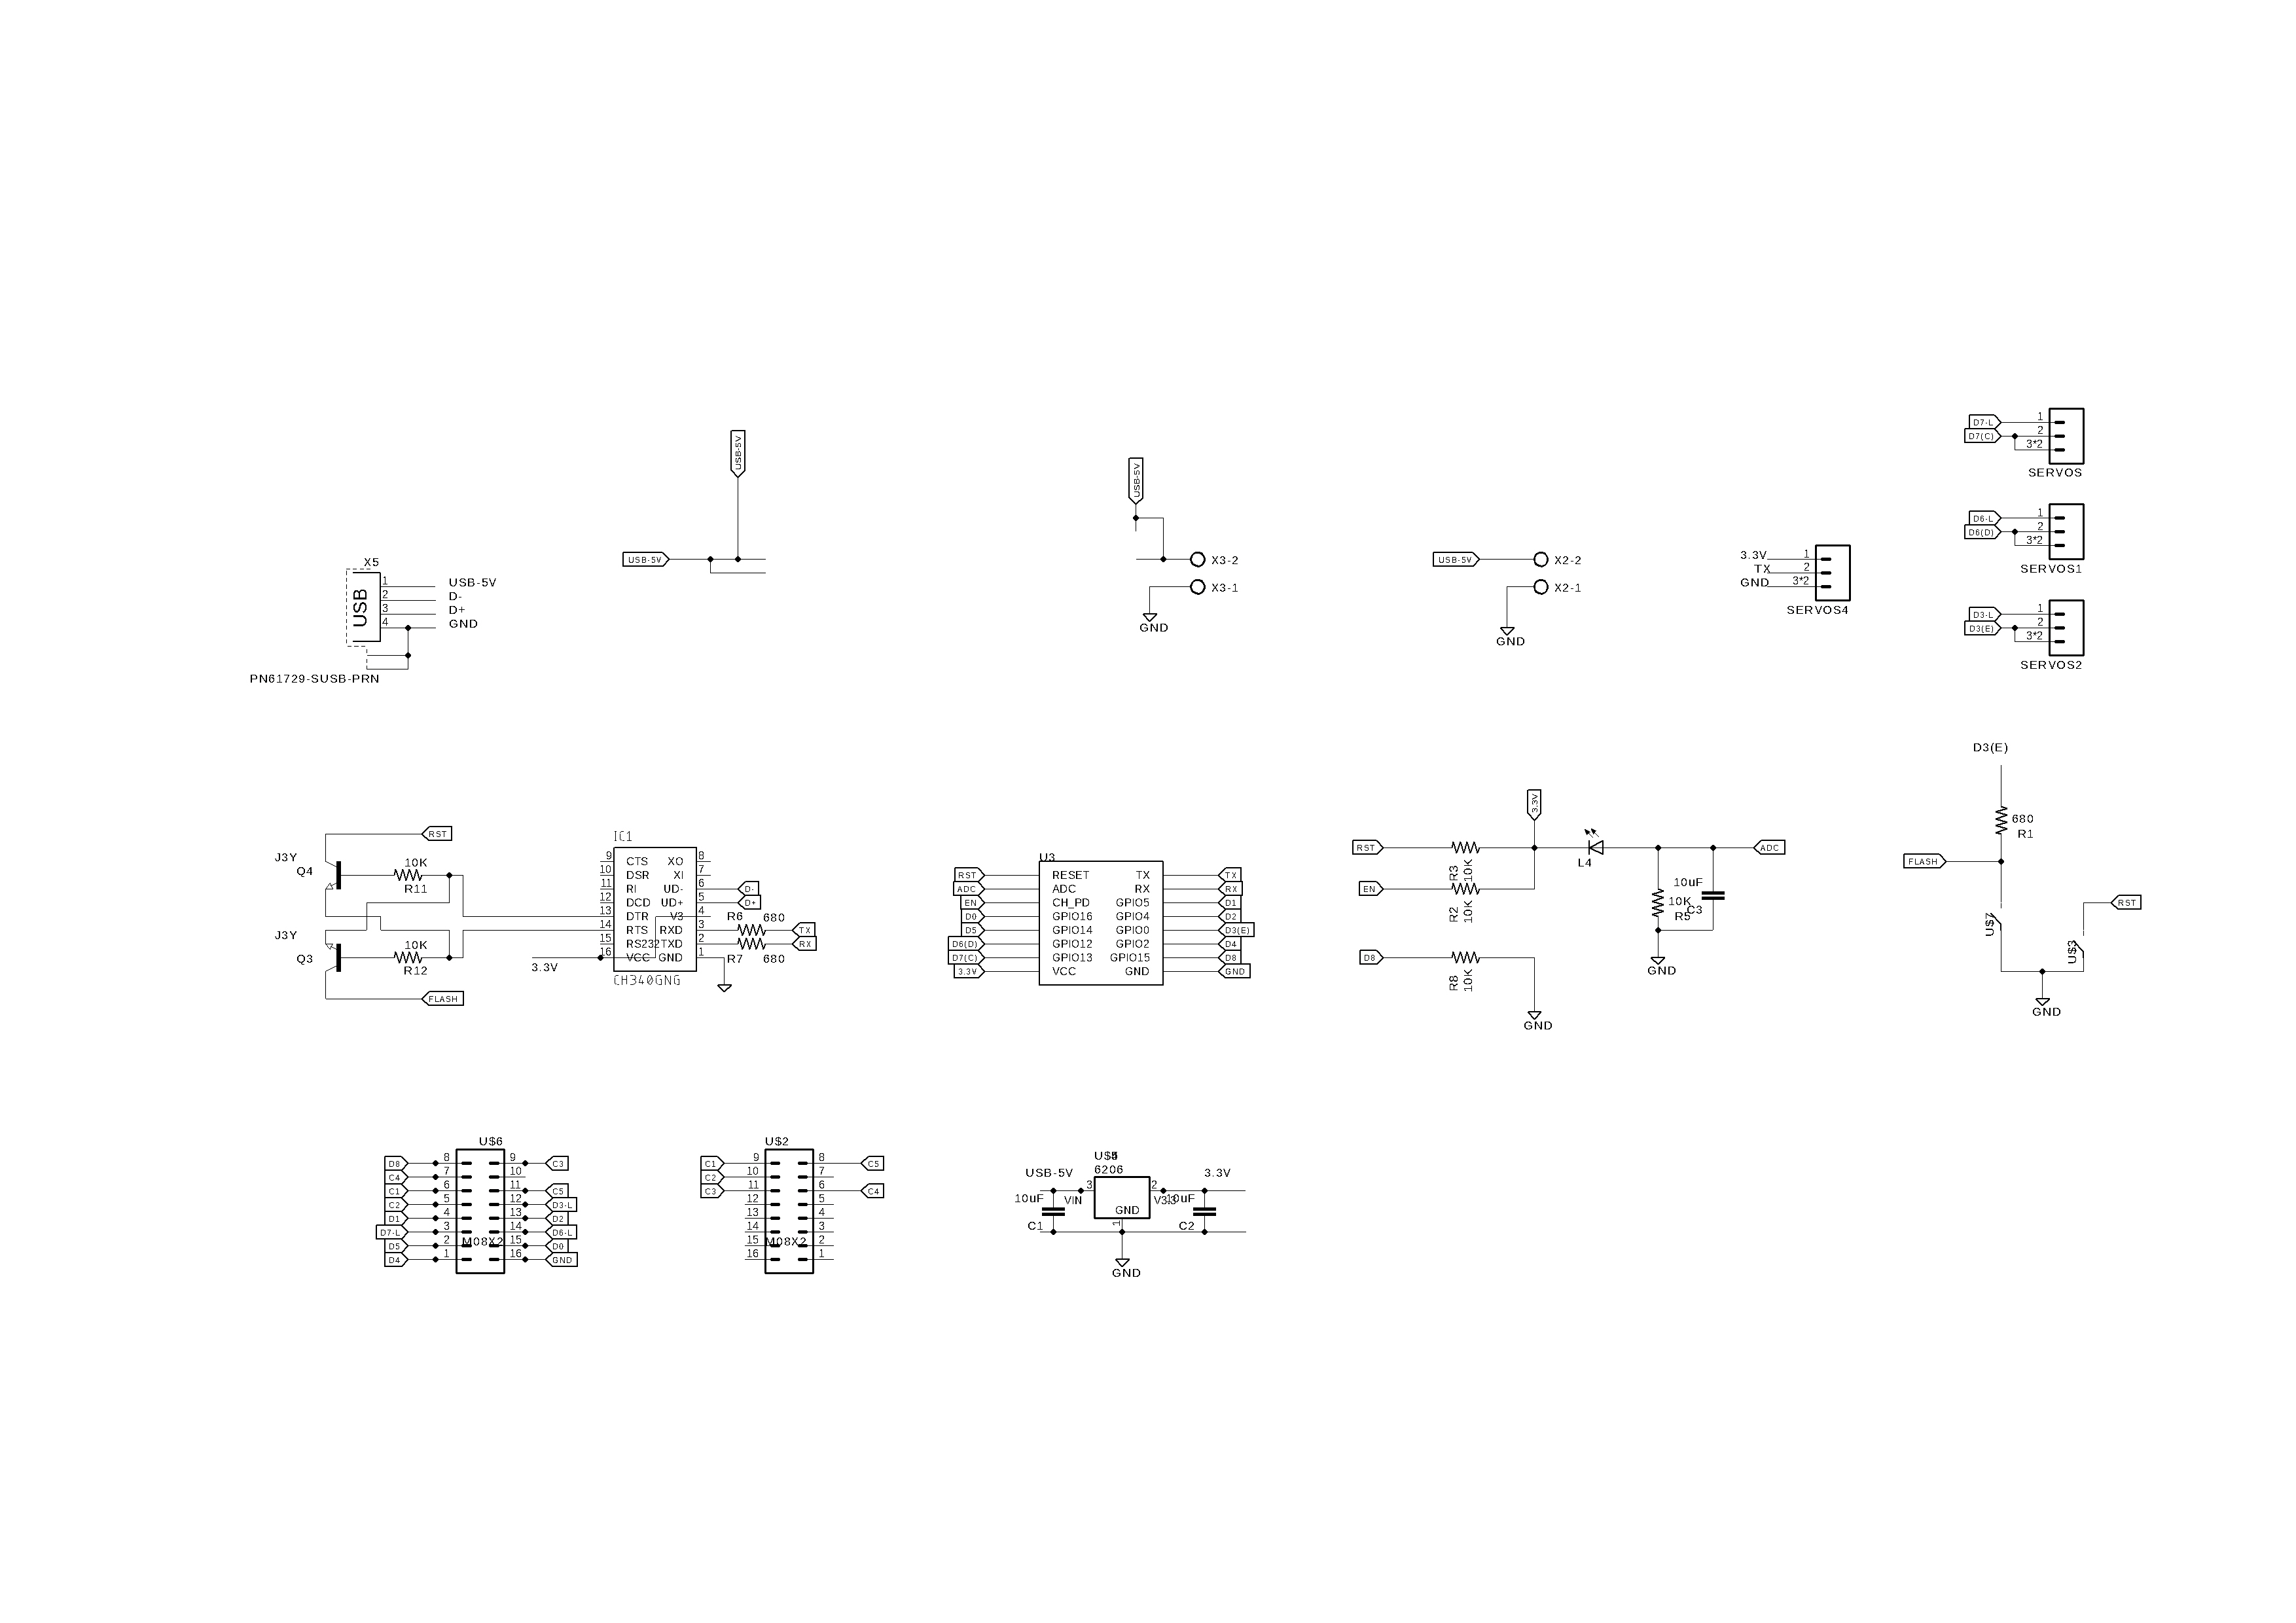 USB-5V
USB-5V
X5
USB
1
2
3
4
USB-5V
D-
D+
GND
PN61729-SUSB-PRN
USB-5V
X3-2
X3-1
GND
USB-5V
X2-2
X2-1
GND
3.3V
TX
GND
1
2
3*2
SERVOS4
D7-L
D7(C)
1
2
3*2
SERVOS
D6-L
D6(D)
1
2
3*2
SERVOS1
D3-L
D3(E)
1
2
3*2
SERVOS2
RST
J3Y
Q4
10K
R11
J3Y
Q3
10K
R12
FLASH
IC1
9 CTS XO 8
10 DSR XI 7
11 RI UD- 6 D-
12 DCD UD+ 5 D+
13 DTR V3 4
14 RTS RXD 3
15 RS232 TXD 2
16 VCC GND 1
3.3V
CH340GNG
R6 680 TX
R7 680 RX
U3
RST RESET TX TX
ADC ADC RX RX
EN CH_PD GPIO5 D1
D0 GPIO16 GPIO4 D2
D5 GPIO14 GPIO0 D3(E)
D6(D) GPIO12 GPIO2 D4
D7(C) GPIO13 GPIO15 D8
3.3V VCC GND GND
3.3V
RST
R3
10K
EN
R2
10K
D8
R8
10K
GND
L4
ADC
10uF
C3
10K
R5
GND
D3(E)
680
R1
FLASH
U$7
RST
U$3
GND
U$6
D8 8 9 C3
C4 7 10
C1 6 11 C5
C2 5 12 D3-L
D1 4 13 D2
D7-L 3 14 D6-L
D5 2 15 D0
D4 1 16 GND
M08X2
U$2
C1 9 8 C5
C2 10 7
C3 11 6 C4
12 5
13 4
14 3
15 2
16 1
M08X2
6206
USB-5V
3.3V
10uF
C1
3
VIN
GND
1
2
V3.3
10uF
C2
GND